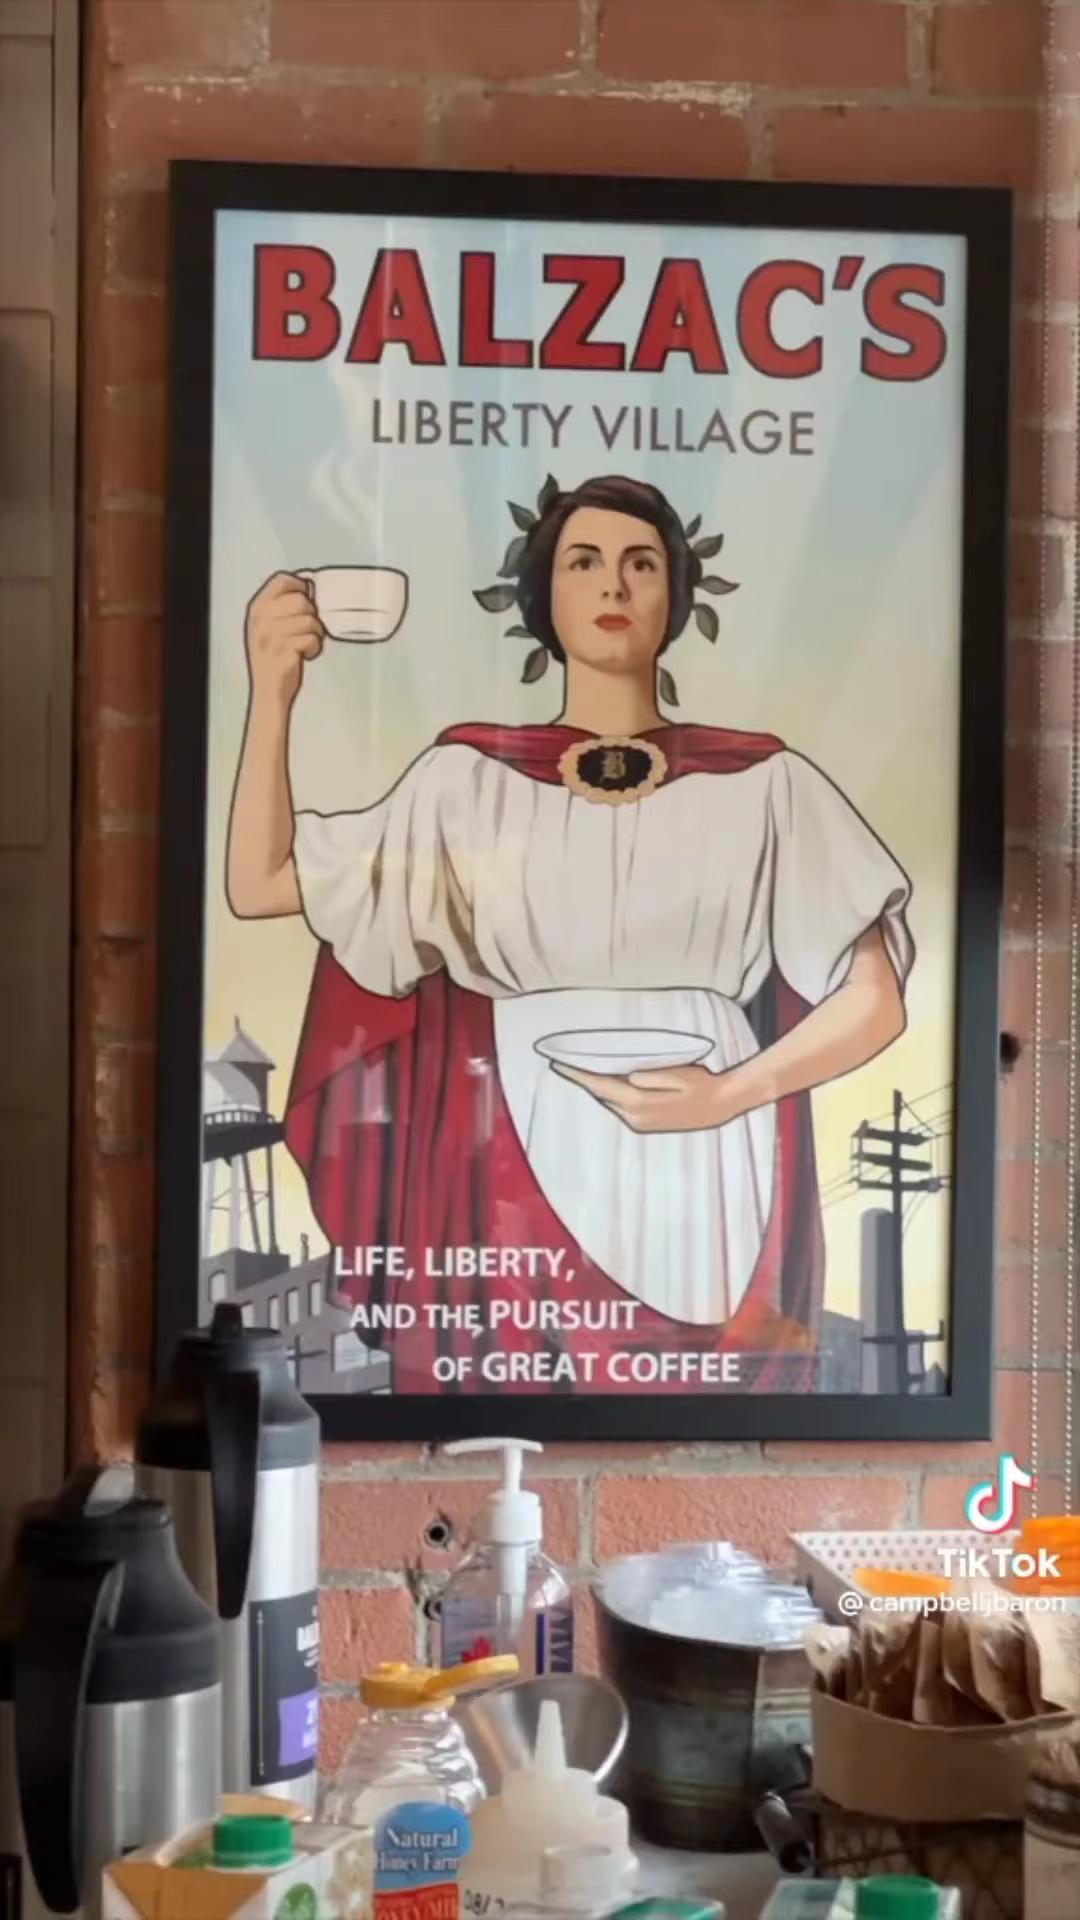 BALZAC'S
LIBERTY VILLAGE
B
LIFE, LIBERTY,
AND THE PURSUIT
OF GREAT COFFEE
TikTok
@campbelljbaron
Natural
Honey Farm